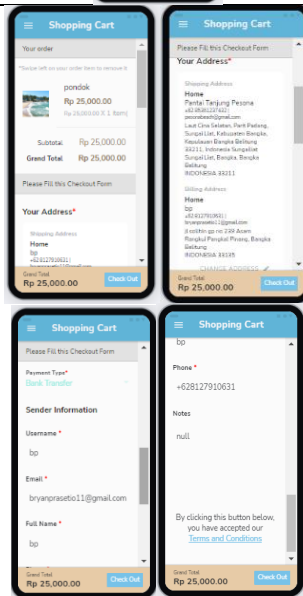 Shopping Cart
Your order
*Swipe left on your order item to remove it
pondok
Rp 25,000.00
Rp 25,000.00 X 1 item(
Subtotal Rp 25,000.00
Grand Total Rp 25,000.00
Please Fill this Checkout Form
Your Address*
Shipping Address
Home
bp
Grand Total
Rp 25,000.00
Check Out
Shopping Cart
Please Fill this Checkout Form
Your Address*
Shipping Address
Home
Pantai Tanjung Pesona
Laut Cina Selatan, Parit Padang,
Sungai Liat, Kabupaten Bangka,
Kepulauan Bangka Belitung
33211, Indonesia Sungailiat
Sungai Liat, Bangka, Bangka
Belitung
INDONESIA 33211
Billing Address
Home
bp
bryanprasetio11@gmail.com
Rangkui Pangkal Pinang, Bangka
Belitung
INDONESIA 33135
CHANGE ADDRESS
Grand Total
Rp 25,000.00
Check Out
Shopping Cart
Please Fill this Checkout Form
Payment Type*
Bank Transfer
Sender Information
Username *
bp
Email *
bryanprasetio11@gmail.com
Full Name *
bp
Grand Total
Rp 25,000.00
Check Out
Shopping Cart
bp
Phone *
+628127910631
Notes
null
By clicking this button below,
you have accepted our
Terms and Conditions
Grand Total
Rp 25,000.00
Check Out